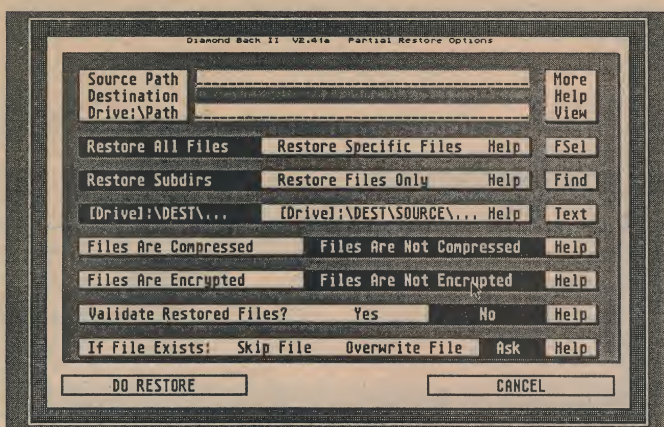 Diamond Back II V2.41a Partial Restore Options
Source Path More
Destination Help
Drive:\Path View
Restore All Files Restore Specific Files Help FSel
Restore Subdirs Restore Files Only Help Find
[Drive]:\DEST\... [Drive]:\DEST\SOURCE\... Help Text
Files Are Compressed Files Are Not Compressed Help
Files Are Encrypted Files Are Not Encrypted Help
Validate Restored Files? Yes No Help
If File Exists: Skip File Overwrite File Ask Help
DO RESTORE CANCEL